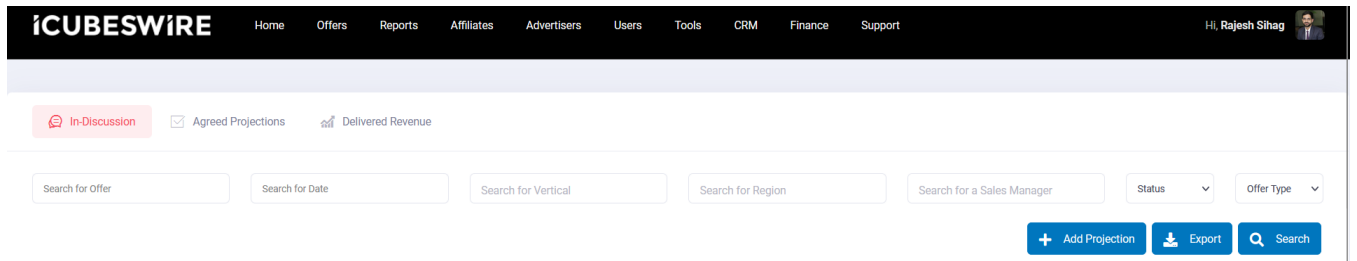 iCUBESWiRE Home Offers Reports Affiliates Advertisers Users Tools CRM Finance Support Hi, Rajesh Sihag
In-Discussion Agreed Projections Delivered Revenue
Search for Offer Search for Date Search for Vertical Search for Region Search for a Sales Manager Status Offer Type
Add Projection Export Search